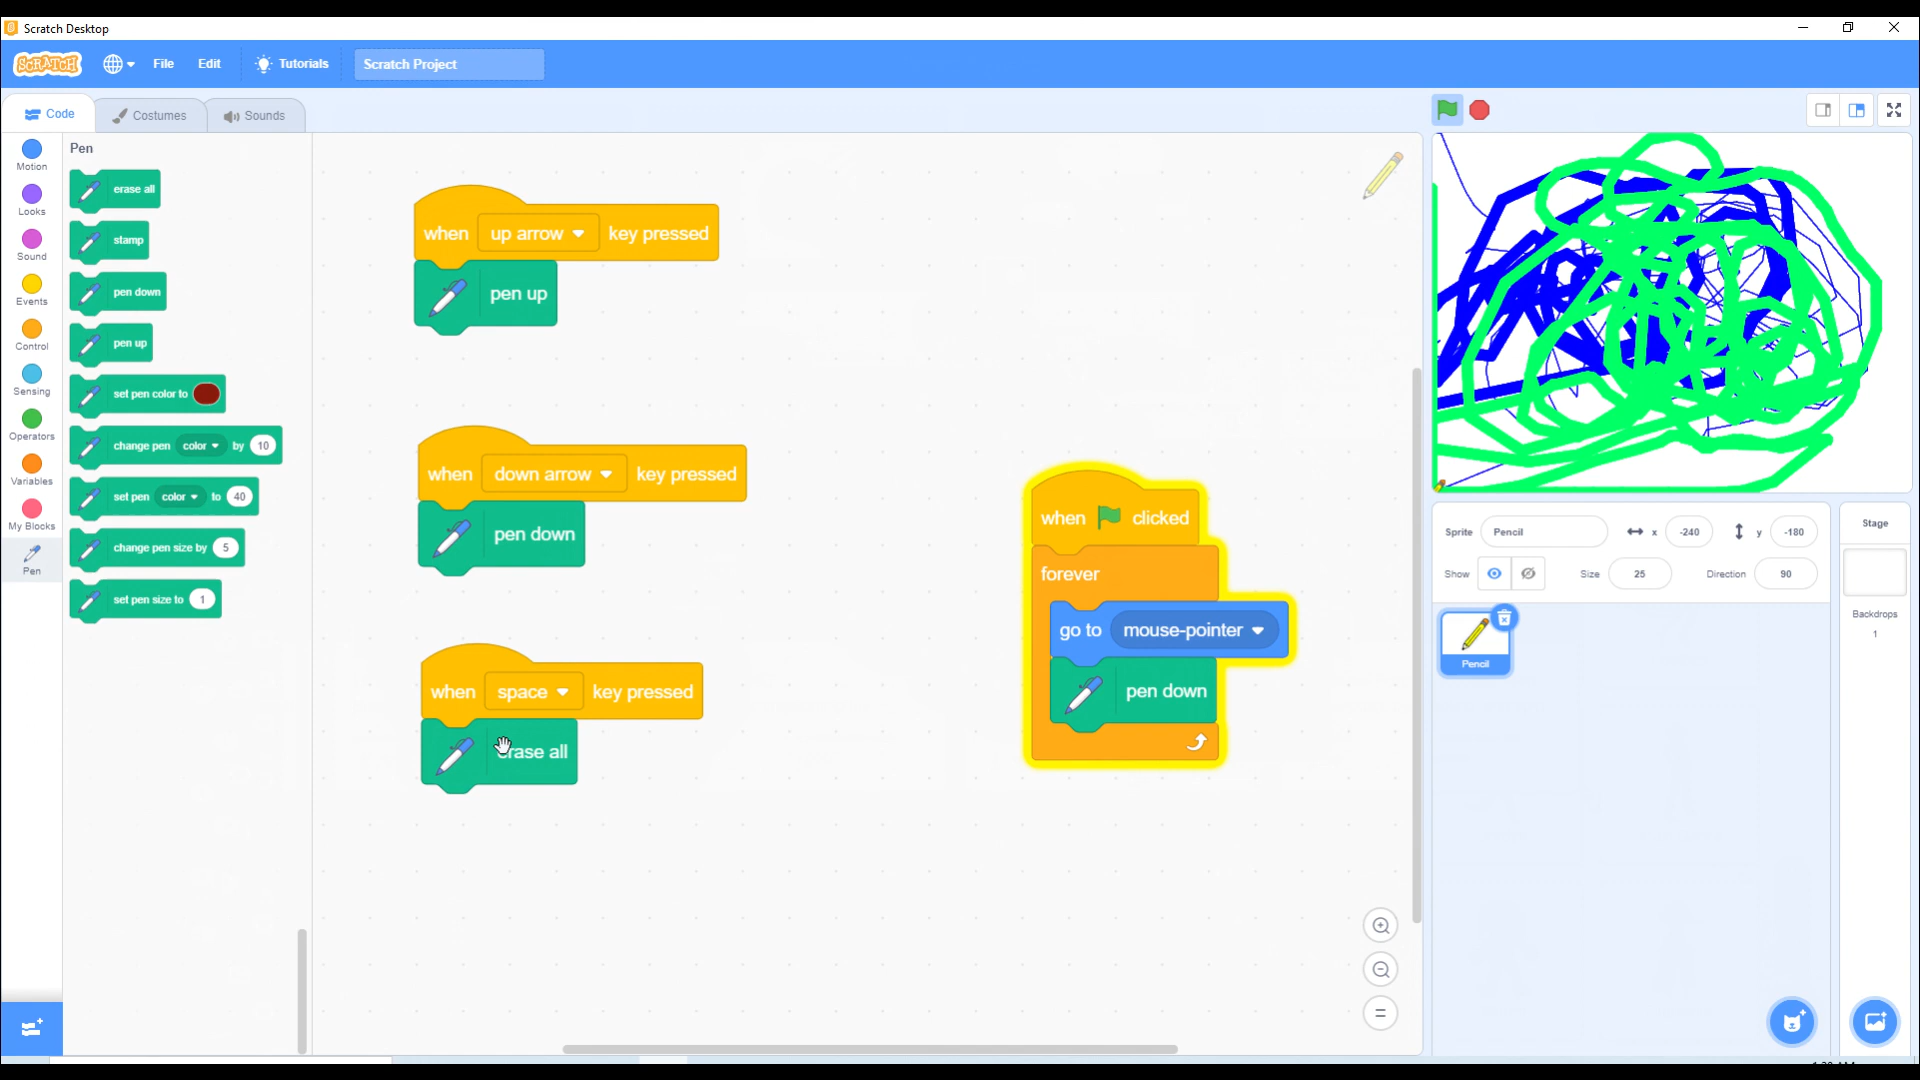 Scratch Desktop
SCRATCH File Edit Tutorials Scratch Project
Code Costumes Sounds
Motion
Looks
Sound
Events
Control
Sensing
Operators
Variables
My Blocks
Pen
Pen
erase all
stamp
pen down
pen up
set pen color to
change pen color by 10
set pen color to 40
change pen size by 5
set pen size to 1
when up arrow key pressed
pen up
when down arrow key pressed
pen down
when space key pressed
erase all
when clicked
forever
go to mouse-pointer
pen down
Sprite Pencil x -240 y -180
Show Size 25 Direction 90
Pencil
Stage
Backdrops
1